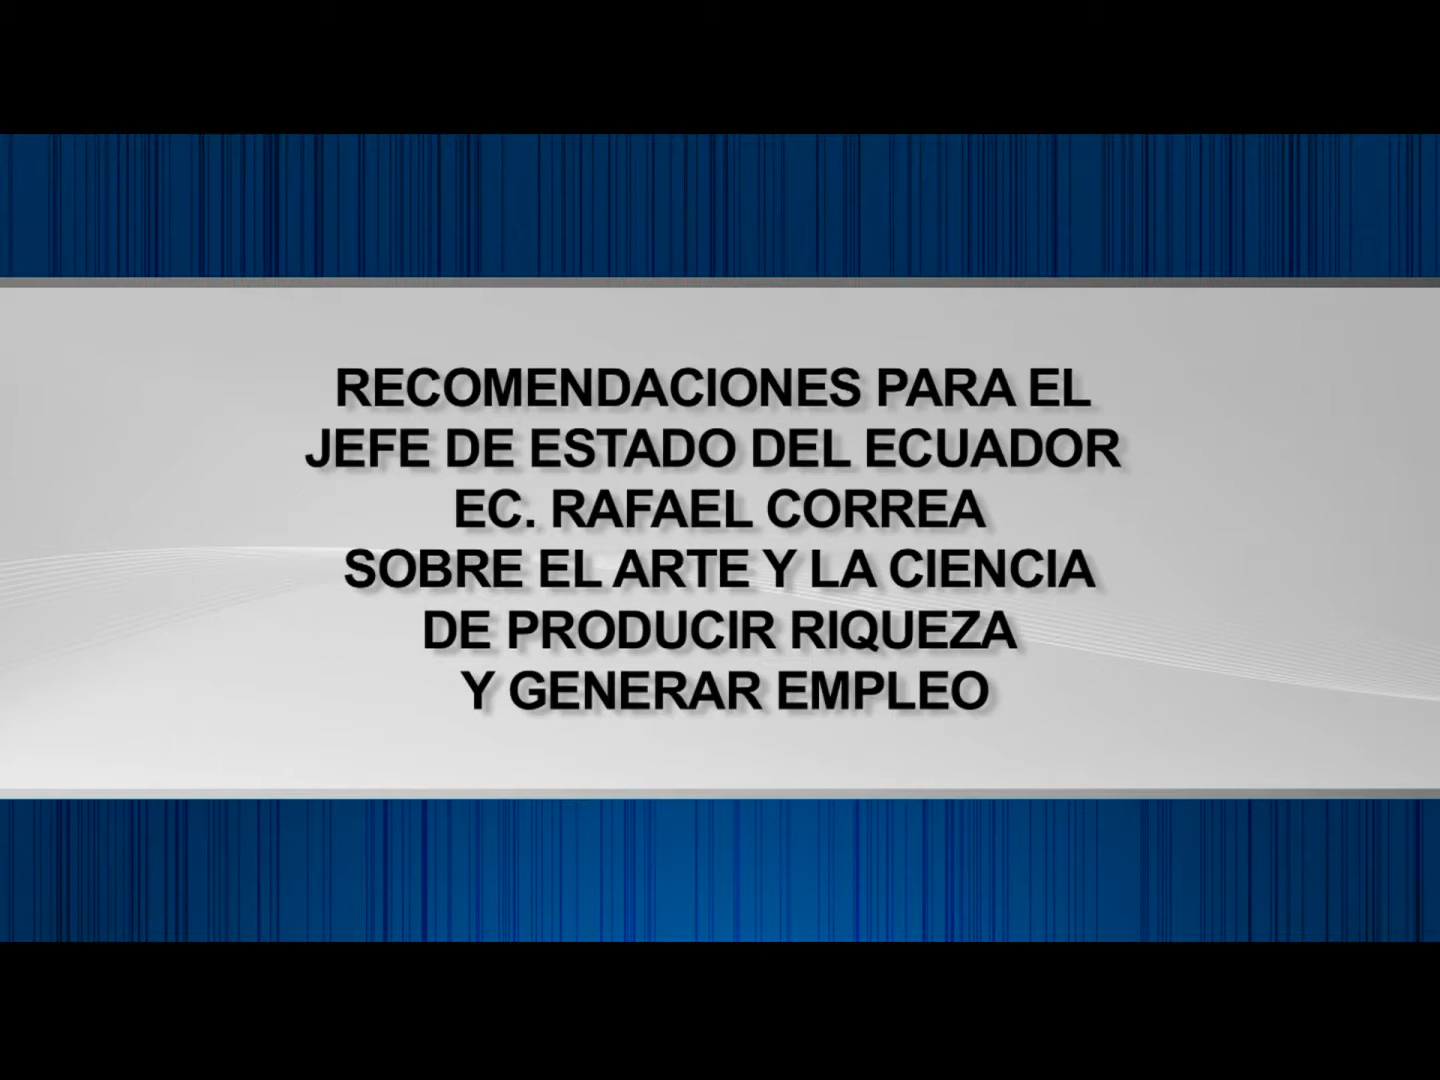 RECOMENDACIONES PARA EL
JEFE DE ESTADO DEL ECUADOR
EC. RAFAEL CORREA
SOBRE EL ARTE Y LA CIENCIA
DE PRODUCIR RIQUEZA
Y GENERAR EMPLEO